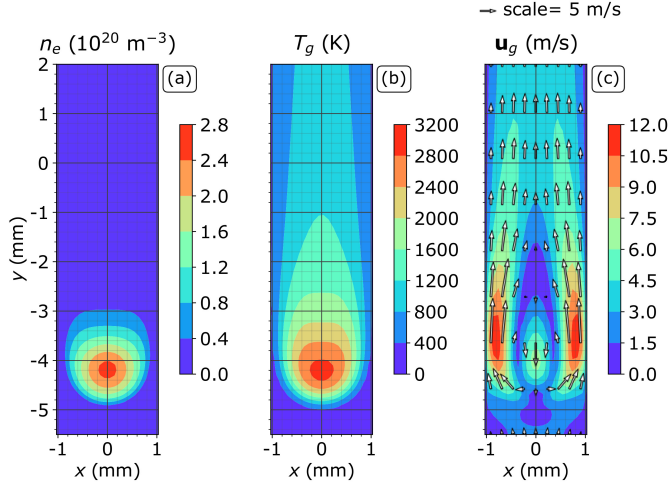 scale= 5 m/s
nₑ (10²⁰ m⁻³)
T_g (K)
u_g (m/s)
(a)
(b)
(c)
2
1
0
-1
-2
-3
-4
-5
y (mm)
2.8
2.4
2.0
1.6
1.2
0.8
0.4
0.0
3200
2800
2400
2000
1600
1200
800
400
0
12.0
10.5
9.0
7.5
6.0
4.5
3.0
1.5
0.0
-1 0 1
-1 0 1
-1 0 1
x (mm)
x (mm)
x (mm)